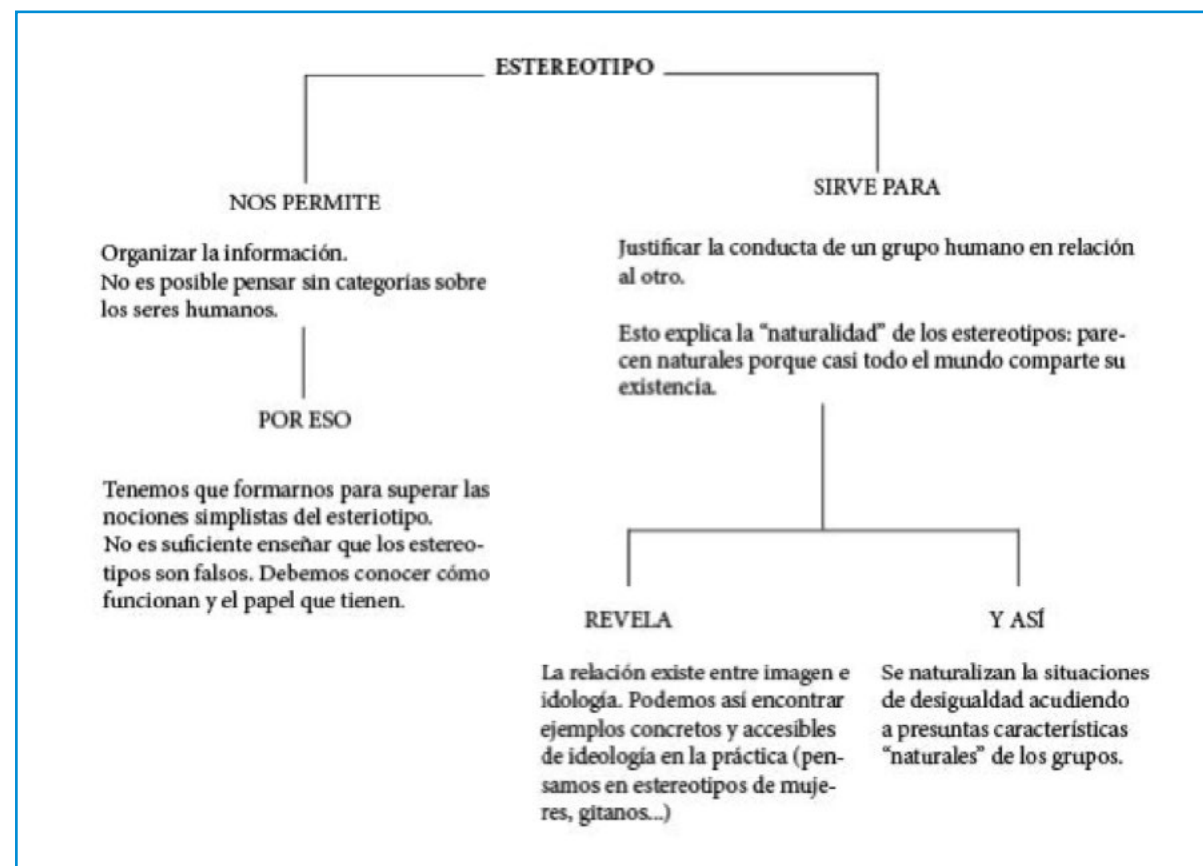 ESTEREOTIPO
NOS PERMITE
Organizar la información.
No es posible pensar sin categorías sobre
los seres humanos.
POR ESO
Tenemos que formarnos para superar las
nociones simplistas del esteriotipo.
No es suficiente enseñar que los estereo-
tipos son falsos. Debemos conocer cómo
funcionan y el papel que tienen.
SIRVE PARA
Justificar la conducta de un grupo humano en relación
al otro.
Esto explica la “naturalidad” de los estereotipos: pare-
cen naturales porque casi todo el mundo comparte su
existencia.
REVELA
La relación existe entre imagen e
idología. Podemos así encontrar
ejemplos concretos y accesibles
de ideología en la práctica (pen-
samos en estereotipos de muje-
res, gitanos...)
Y ASÍ
Se naturalizan la situaciones
de desigualdad acudiendo
a presuntas características
“naturales” de los grupos.